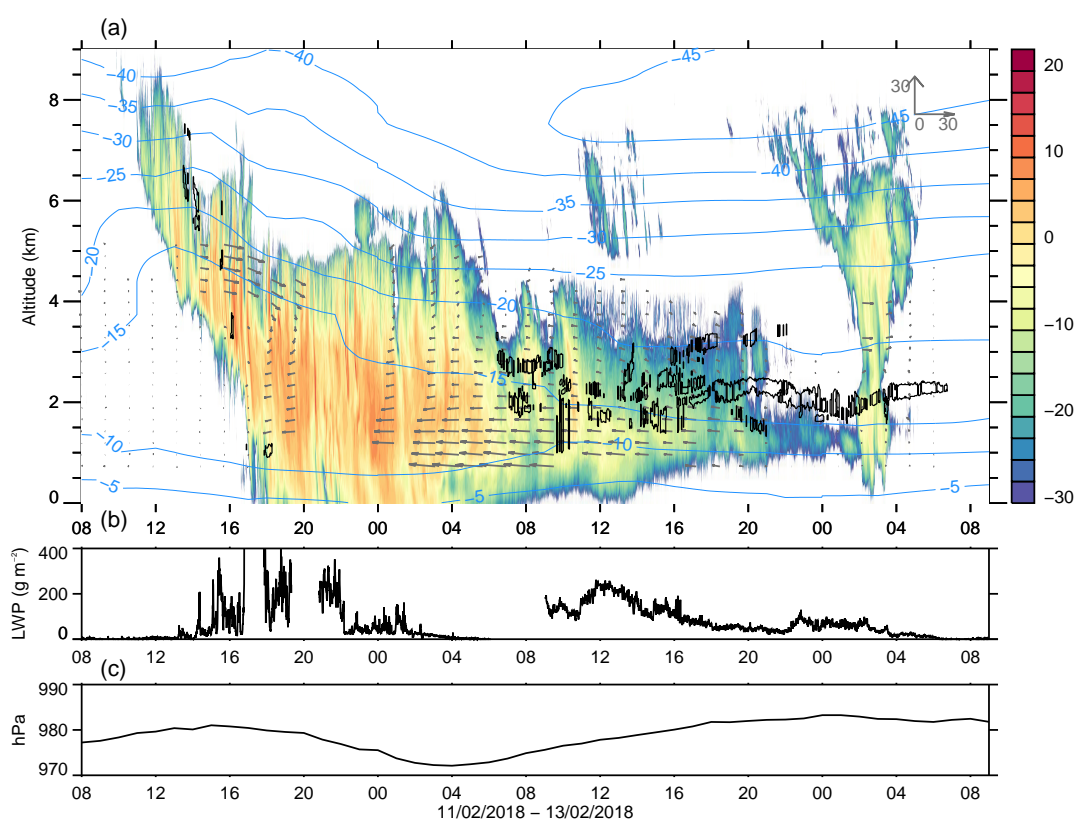 (a)
−40 −40 −45
8 −35 30 20
−30 −45 0 30
−25 −40 10
6
−35
−20 −30 0
−25
4 −20
−15 −10
−15
2 −20
−10 −10
−5 −5 −5
0 −30
Altitude (km)
08 12 16 20 00 04 08 12 16 20 00 04 08
(b)
400
200
0
LWP (g m⁻²)
08 12 16 20 00 04 08 12 16 20 00 04 08
(c)
990
980
970
hPa
08 12 16 20 00 04 08 12 16 20 00 04 08
11/02/2018 − 13/02/2018